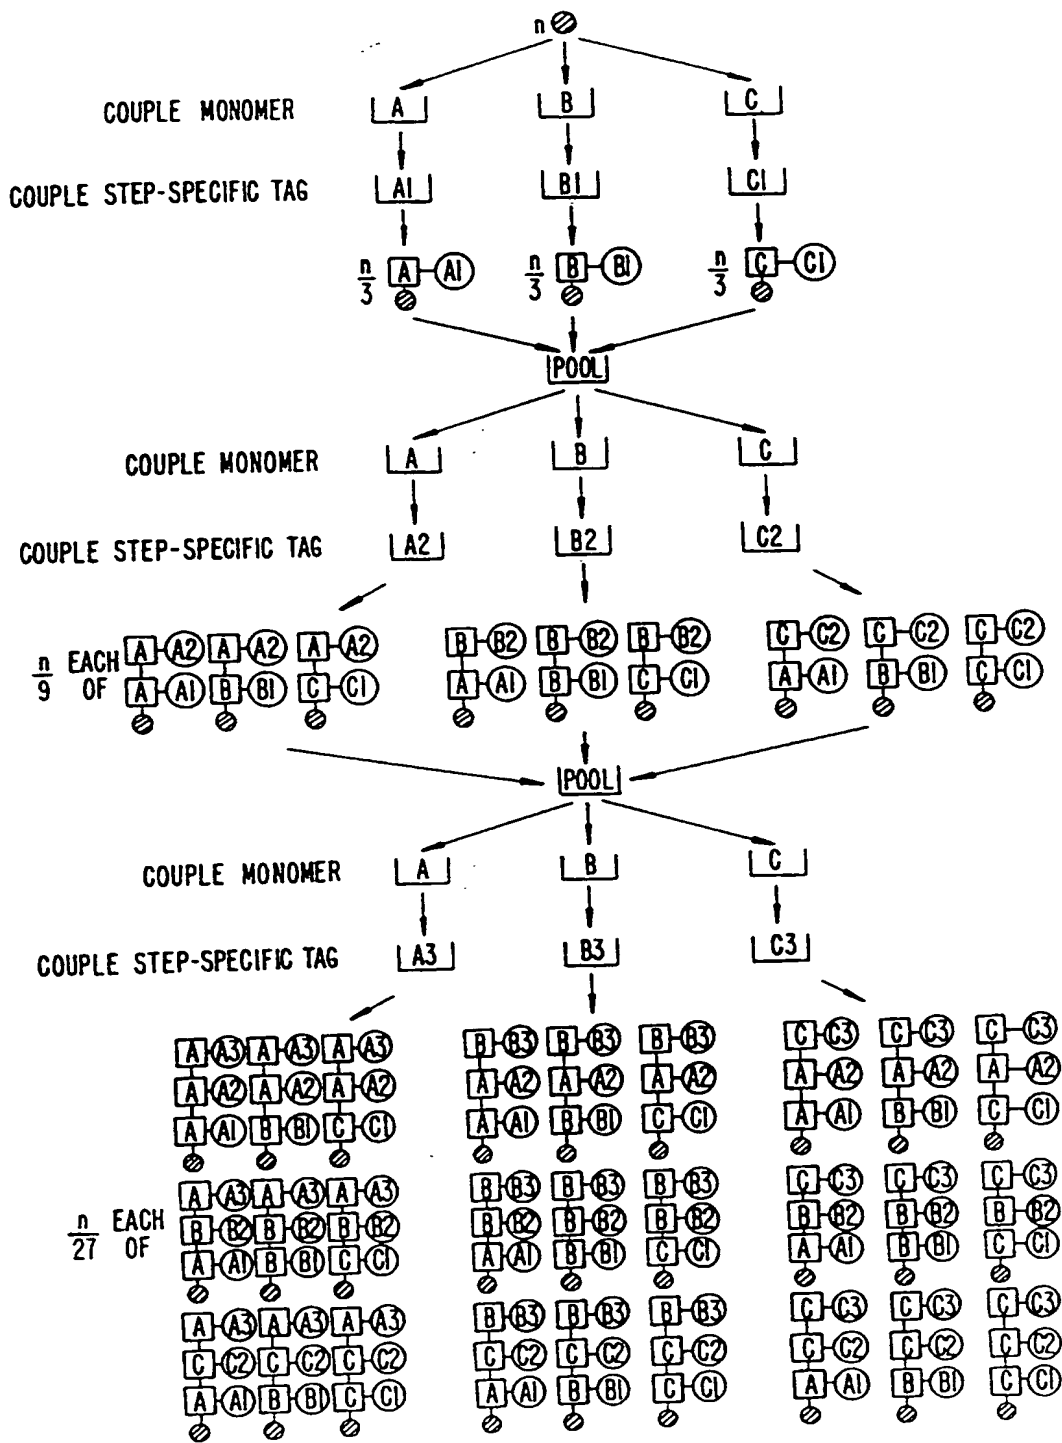 n
COUPLE MONOMER A B C
COUPLE STEP-SPECIFIC TAG A1 B1 C1
n/3 A A1 n/3 B B1 n/3 C C1
POOL
COUPLE MONOMER A B C
COUPLE STEP-SPECIFIC TAG A2 B2 C2
n/9 EACH OF
A A2 A A2 A A2 B B2 B B2 B B2 C C2 C C2 C C2
A A1 B B1 C C1 A A1 B B1 C C1 A A1 B B1 C C1
POOL
COUPLE MONOMER A B C
COUPLE STEP-SPECIFIC TAG A3 B3 C3
A A3 A A3 A A3 B B3 B B3 B B3 C C3 C C3 C C3
A A2 A A2 A A2 A A2 A A2 A A2 A A2 A A2 A A2
A A1 B B1 C C1 A A1 B B1 C C1 A A1 B B1 C C1
n/27 EACH OF
A A3 A A3 A A3 B B3 B B3 B B3 C C3 C C3 C C3
B B2 B B2 B B2 B B2 B B2 B B2 B B2 B B2 B B2
A A1 B B1 C C1 A A1 B B1 C C1 A A1 B B1 C C1
A A3 A A3 A A3 B B3 B B3 B B3 C C3 C C3 C C3
C C2 C C2 C C2 C C2 C C2 C C2 C C2 C C2 C C2
A A1 B B1 C C1 A A1 B B1 C C1 A A1 B B1 C C1